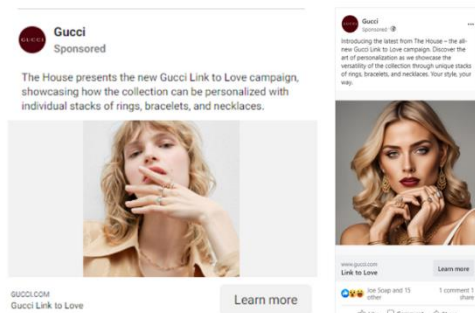 GUCCI
Gucci
Sponsored
The House presents the new Gucci Link to Love campaign,
showcasing how the collection can be personalized with
individual stacks of rings, bracelets, and necklaces.
GUCCI.COM
Gucci Link to Love
Learn more
Gucci
Sponsored
Introducing the latest from The House – the all-
new Gucci Link to Love campaign. Discover the
art of personalization as we showcase the
versatility of the collection through unique stacks
of rings, bracelets, and necklaces. Your style, your
way.
www.gucci.com
Link to Love
Learn more
Joe Soap and 15
other
1 comment 1
share